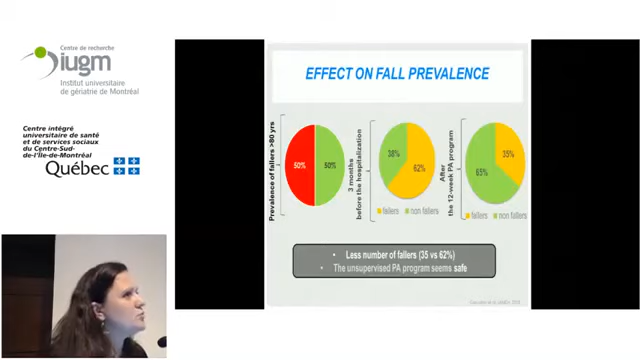 Centre de recherche
iugm
Institut universitaire
de gériatrie de Montréal
Centre intégré
universitaire de santé
et de services sociaux
du Centre-Sud-
de-l'Île-de-Montréal
Québec
EFFECT ON FALL PREVALENCE
Prevalence of fallers >80 yrs
50%
50%
3 months
before the hospitalization
38%
62%
fallers
non fallers
After
the 12-week PA program
35%
65%
fallers
non fallers
• Less number of fallers (35 vs 62%)
• The unsupervised PA program seems safe